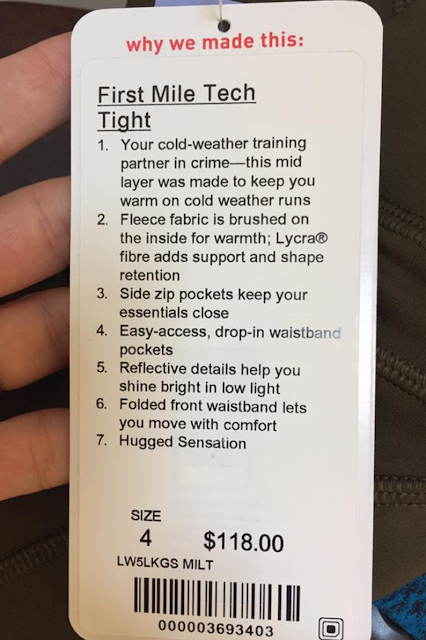 why we made this:
First Mile Tech
Tight
1. Your cold-weather training
partner in crime—this mid
layer was made to keep you
warm on cold weather runs
2. Fleece fabric is brushed on
the inside for warmth; Lycra®
fibre adds support and shape
retention
3. Side zip pockets keep your
essentials close
4. Easy-access, drop-in waistband
pockets
5. Reflective details help you
shine bright in low light
6. Folded front waistband lets
you move with comfort
7. Hugged Sensation
SIZE
4 $118.00
LW5LKGS MILT
000003693403